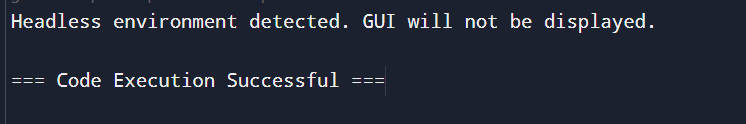 Headless environment detected. GUI will not be displayed.
=== Code Execution Successful ===